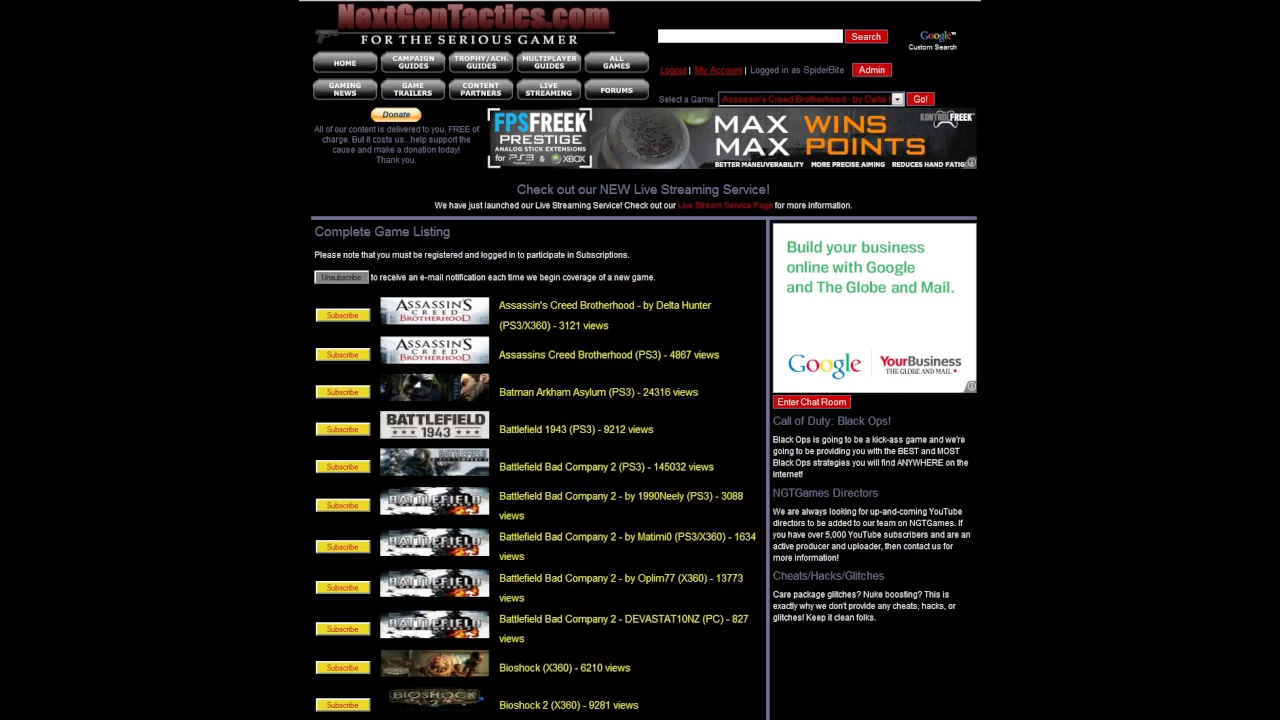 NextGenTactics.com
FOR THE SERIOUS GAMER
Search
Google™
Custom Search
HOME
CAMPAIGN GUIDES
TROPHY/ACH. GUIDES
MULTIPLAYER GUIDES
ALL GAMES
Logout | My Account | Logged in as SpiderBite
Admin
GAMING NEWS
GAME TRAILERS
CONTENT PARTNERS
LIVE STREAMING
FORUMS
Select a Game:
Assassin's Creed Brotherhood - by Delta
Go!
Donate
All of our content is delivered to you, FREE of
charge. But it costs us...help support the
cause and make a donation today!
Thank you.
FPSFREEK
PRESTIGE
ANALOG STICK EXTENSIONS
for PS3 & XBOX
MAX WINS
MAX POINTS
BETTER MANEUVERABILITY MORE PRECISE AIMING REDUCES HAND FATIG
KONTROLFREEK
Check out our NEW Live Streaming Service!
We have just launched our Live Streaming Service! Check out our Live Stream Service Page for more information.
Complete Game Listing
Please note that you must be registered and logged in to participate in Subscriptions.
Unsubscribe to receive an e-mail notification each time we begin coverage of a new game.
Subscribe
ASSASSIN'S
CREED
BROTHERHOOD
Assassin's Creed Brotherhood - by Delta Hunter
(PS3/X360) - 3121 views
Subscribe
ASSASSIN'S
CREED
BROTHERHOOD
Assassins Creed Brotherhood (PS3) - 4867 views
Subscribe
Batman Arkham Asylum (PS3) - 24316 views
Subscribe
BATTLEFIELD
1943
Battlefield 1943 (PS3) - 9212 views
Subscribe
BATTLEFIELD
Battlefield Bad Company 2 (PS3) - 145032 views
Subscribe
BATTLEFIELD
Battlefield Bad Company 2 - by 1990Neely (PS3) - 3088
views
Subscribe
BATTLEFIELD
Battlefield Bad Company 2 - by Matimi0 (PS3/X360) - 1634
views
Subscribe
BATTLEFIELD
Battlefield Bad Company 2 - by Oplim77 (X360) - 13773
views
Subscribe
BATTLEFIELD
Battlefield Bad Company 2 - DEVASTAT10NZ (PC) - 827
views
Subscribe
Bioshock (X360) - 6210 views
Subscribe
BIOSHOCK
2
Bioshock 2 (X360) - 9281 views
Build your business
online with Google
and The Globe and Mail.
Google
YourBusiness
THE GLOBE AND MAIL
Enter Chat Room
Call of Duty: Black Ops!
Black Ops is going to be a kick-ass game and we're
going to be providing you with the BEST and MOST
Black Ops strategies you will find ANYWHERE on the
internet!
NGTGames Directors
We are always looking for up-and-coming YouTube
directors to be added to our team on NGTGames. If
you have over 5,000 YouTube subscribers and are an
active producer and uploader, then contact us for
more information!
Cheats/Hacks/Glitches
Care package glitches? Nuke boosting? This is
exactly why we don't provide any cheats, hacks, or
glitches! Keep it clean folks.